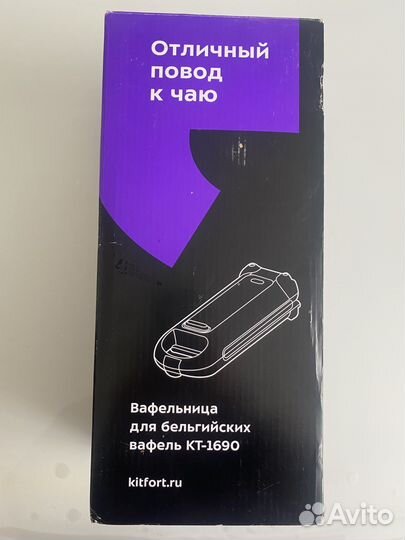 Отличный
повод
к чаю
Вафельница
для бельгийских
вафель КТ-1690
kitfort.ru
Avito